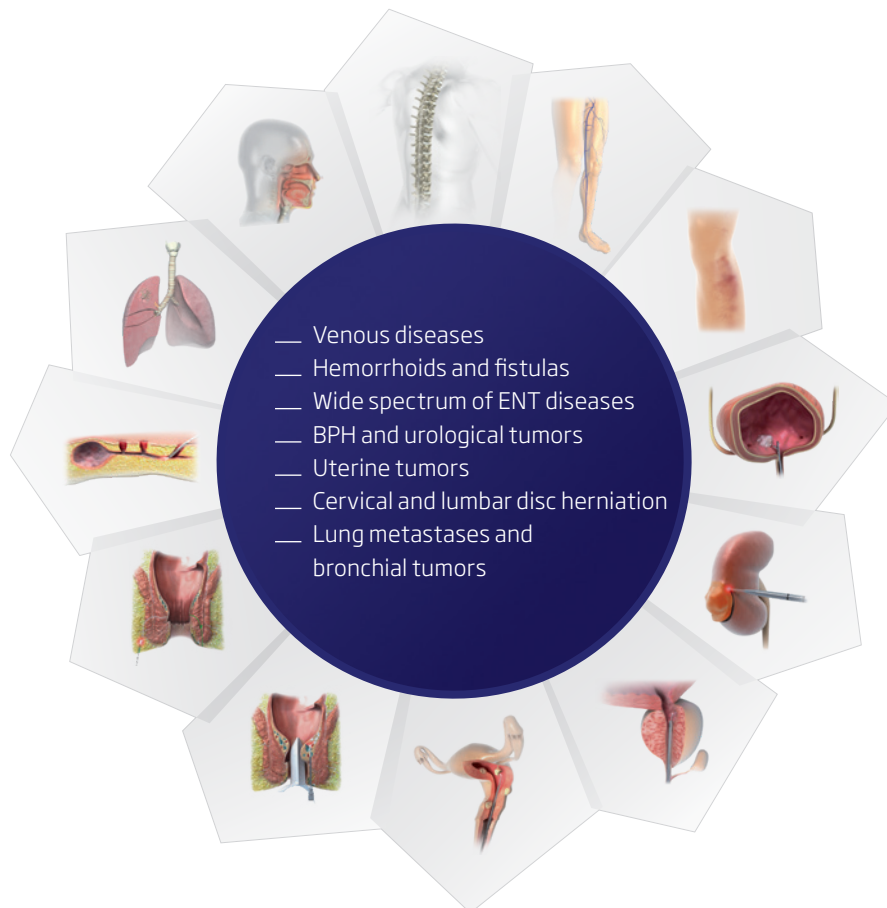 Venous diseases
Hemorrhoids and fistulas
Wide spectrum of ENT diseases
BPH and urological tumors
Uterine tumors
Cervical and lumbar disc herniation
Lung metastases and
bronchial tumors